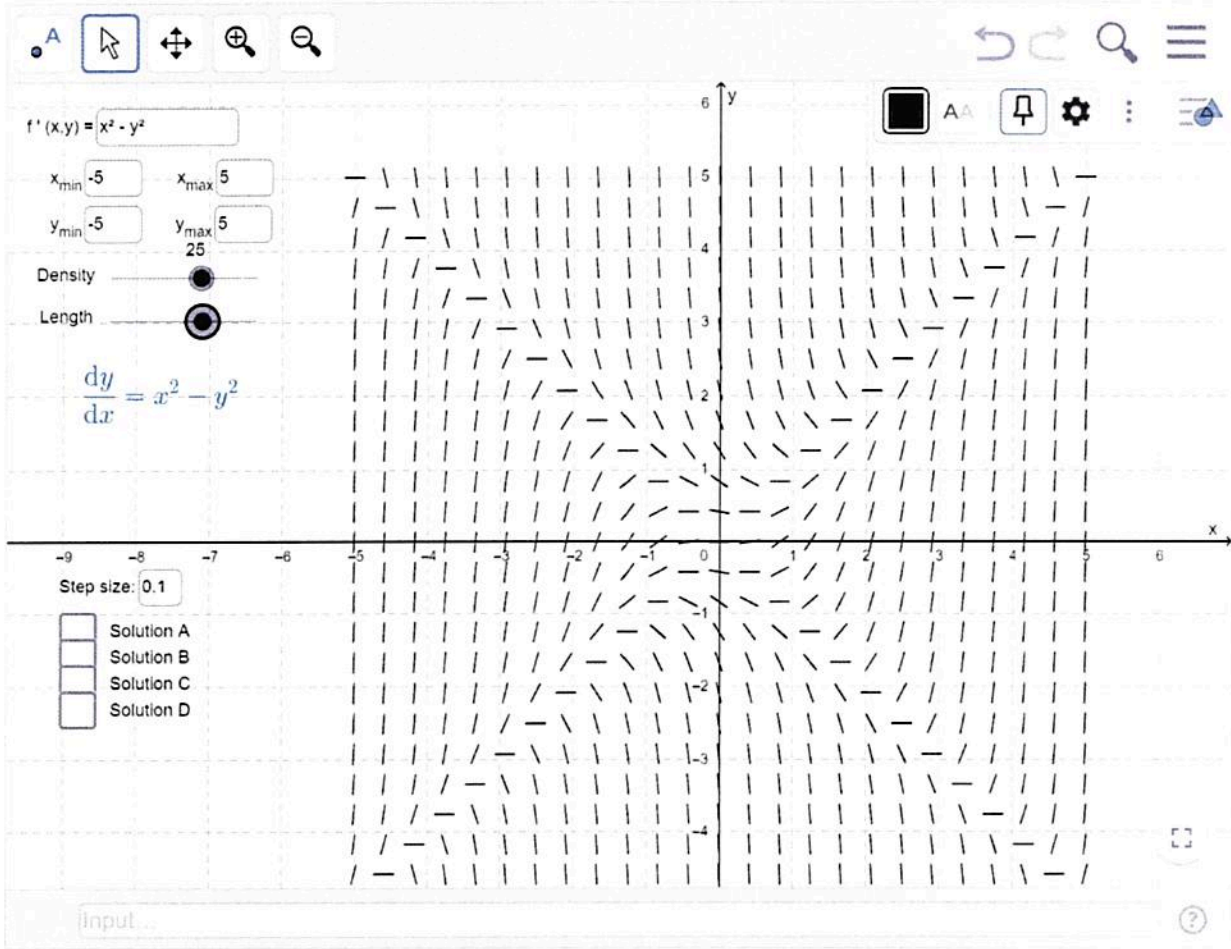 A
y
6
AA
f ' (x,y) = x² - y²
xmin -5 xmax 5
ymin -5 ymax 5
25
Density
Length
dy/dx = x² − y²
5
4
3
2
1
x
–9 –8 –7 –6 –5 –4 –3 –2 –1 0 1 2 3 4 5 6
Step size: 0.1
–1
Solution A
Solution B
Solution C
Solution D
–2
–3
–4
Input...
?